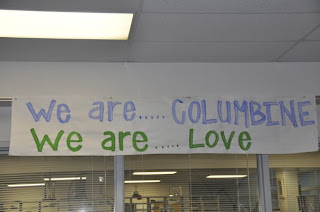 We are..... COLUMBINE
We are ..... Love